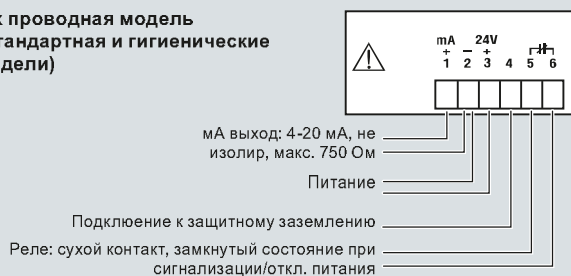 к проводная модель
тандартная и гигиенические
дели)
mA 24V
+ – +
1 2 3 4 5 6
мА выход: 4-20 мА, не
изолир, макс. 750 Ом
Питание
Подклюение к защитному заземлению
Реле: сухой контакт, замкнутый состояние при
сигнализации/откл. питания